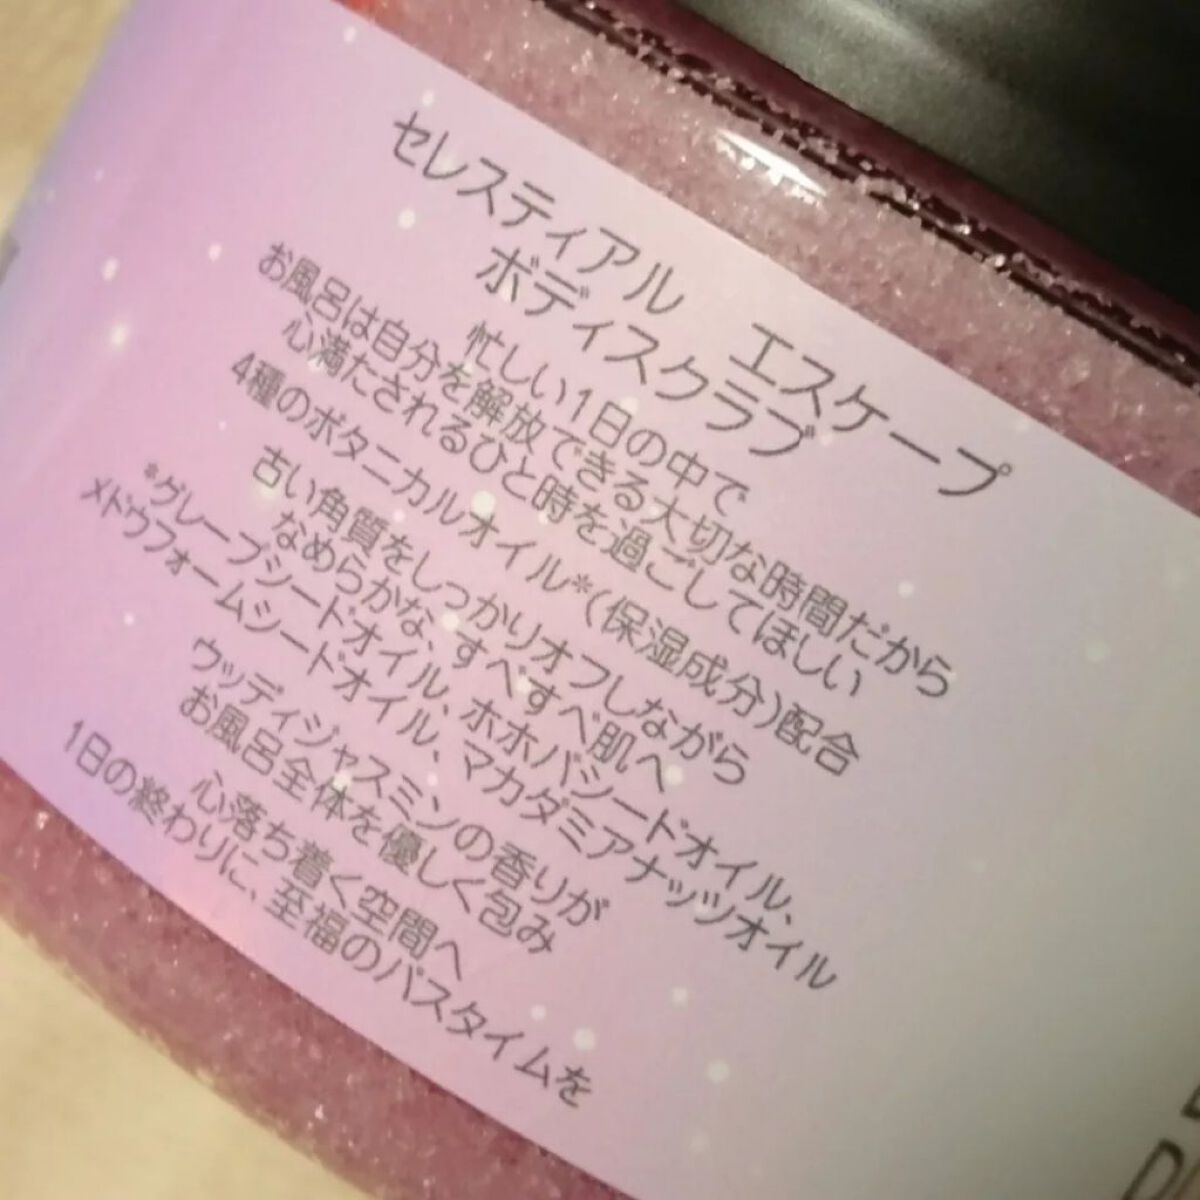 セレスティアル エスケープ
ボディスクラブ
忙しい1日の中で
お風呂は自分を解放できる大切な時間だから
心満たされるひと時を過ごしてほしい
4種のボタニカルオイル*(保湿成分)配合
古い角質をしっかりオフしながら
なめらかな、すべすべ肌へ
*グレープシードオイル、ホホバシードオイル、
メドウフォームシードオイル、マカダミアナッツオイル
ウッディジャスミンの香りが
お風呂全体を優しく包み
心落ち着く空間へ
1日の終わりに、至福のバスタイムを